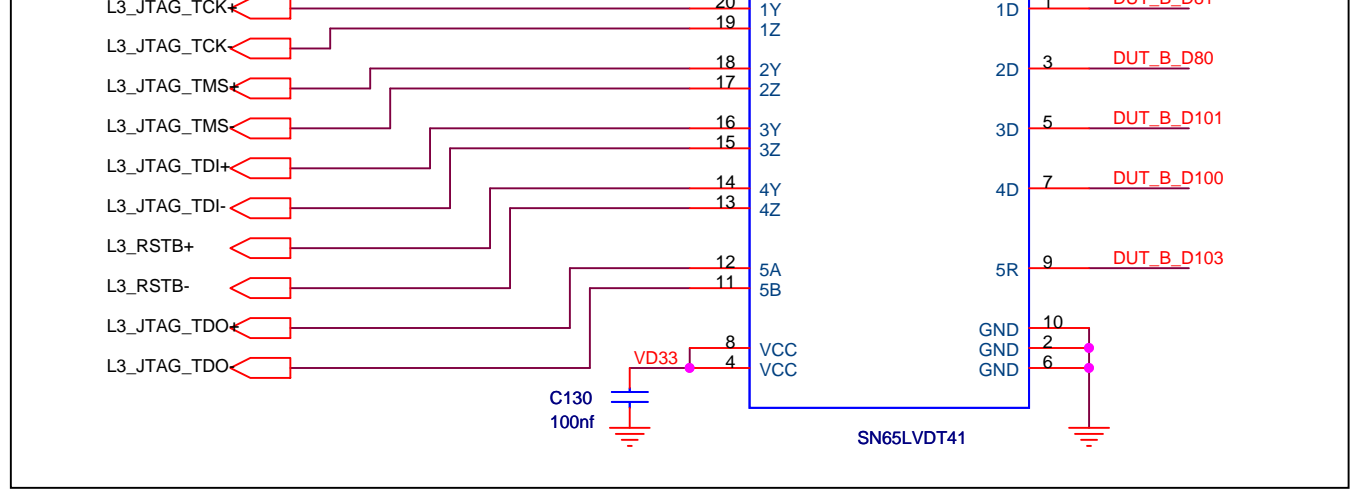 L3_JTAG_TCK+ 20 1Y 1D 1 DUT_B_D81
L3_JTAG_TCK- 19 1Z
L3_JTAG_TMS+ 18 2Y 2D 3 DUT_B_D80
17 2Z
L3_JTAG_TMS- 16 3Y 3D 5 DUT_B_D101
15 3Z
L3_JTAG_TDI+
14 4Y 4D 7 DUT_B_D100
L3_JTAG_TDI- 13 4Z
L3_RSTB+
12 5A 5R 9 DUT_B_D103
L3_RSTB- 11 5B
L3_JTAG_TDO+ GND 10
VD33 8 VCC GND 2
L3_JTAG_TDO- 4 VCC GND 6
C130
100nf
SN65LVDT41